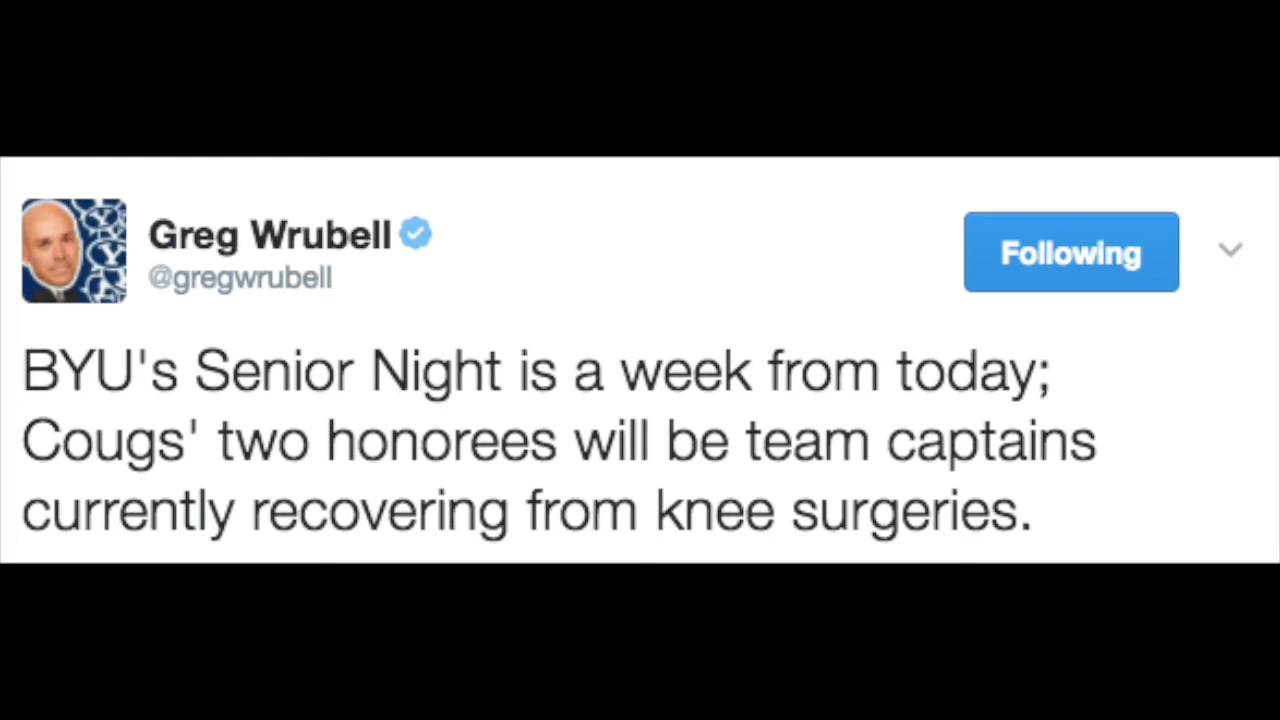 Greg Wrubell
@gregwrubell
Following
BYU's Senior Night is a week from today;
Cougs' two honorees will be team captains
currently recovering from knee surgeries.